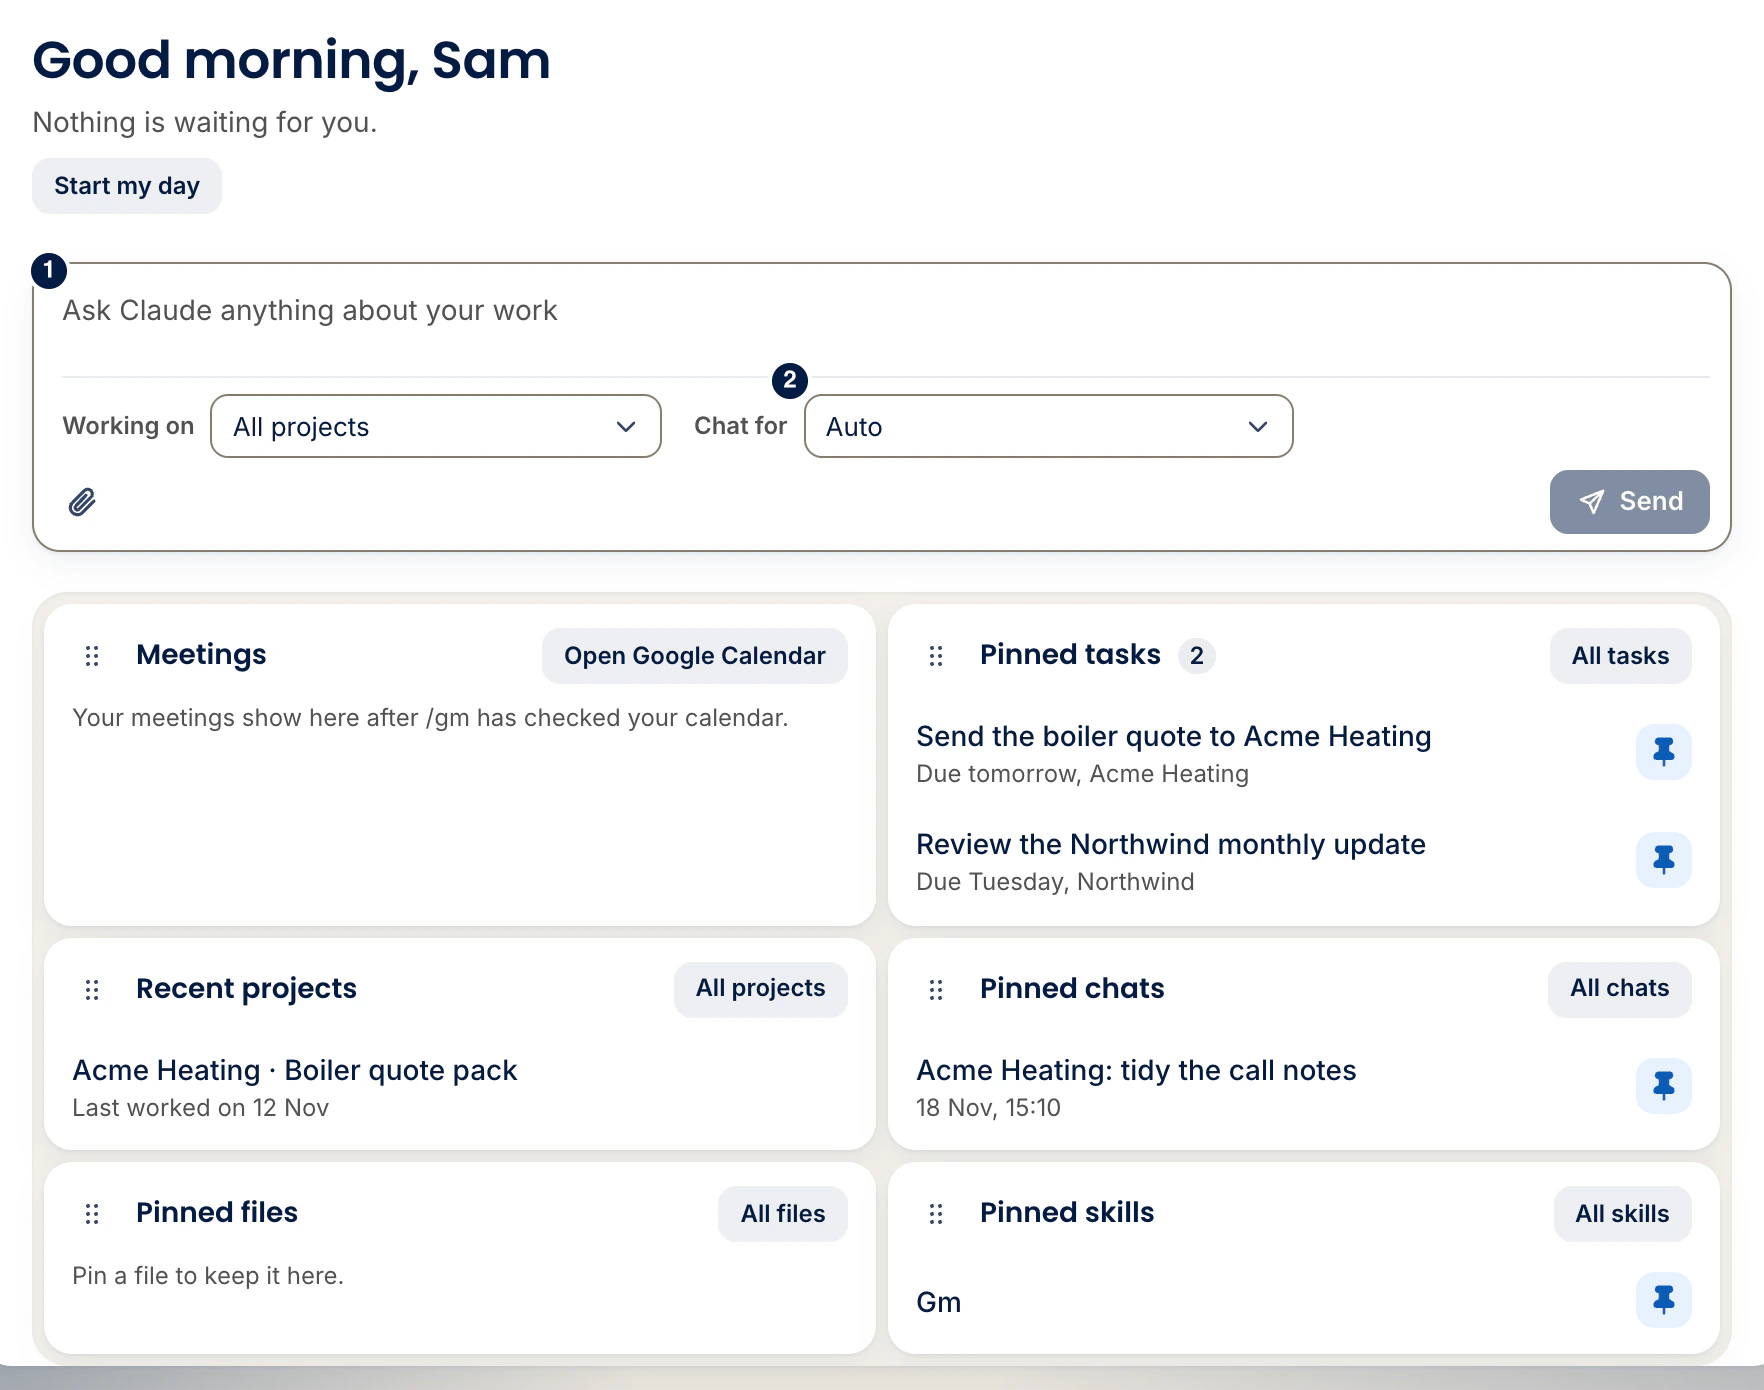 Good morning, Sam
Nothing is waiting for you.
Start my day
1
Ask Claude anything about your work
2
Working on
All projects
Chat for
Auto
Send
Meetings
Open Google Calendar
Your meetings show here after /gm has checked your calendar.
Pinned tasks 2
All tasks
Send the boiler quote to Acme Heating
Due tomorrow, Acme Heating
Review the Northwind monthly update
Due Tuesday, Northwind
Recent projects
All projects
Acme Heating · Boiler quote pack
Last worked on 12 Nov
Pinned chats
All chats
Acme Heating: tidy the call notes
18 Nov, 15:10
Pinned files
All files
Pin a file to keep it here.
Pinned skills
All skills
Gm